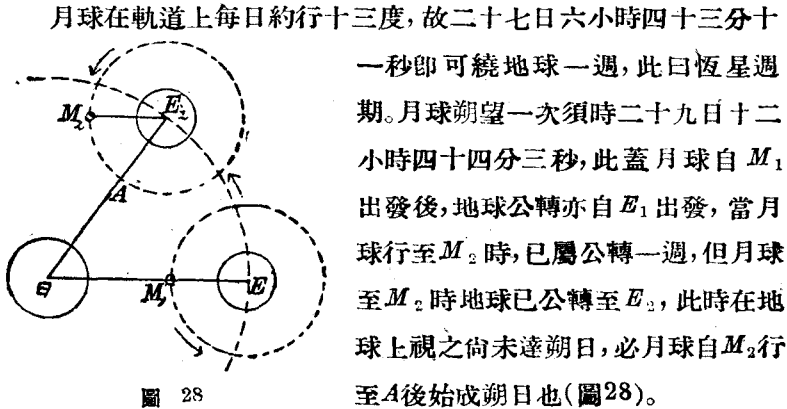 月球在軌道上每日約行十三度，故二十七日六小時四十三分十
一秒卽可繞地球一週，此曰恆星週
期。月球朔望一次須時二十九日十二
小時四十四分三秒，此蓋月球自M₁
出發後，地球公轉亦自E₁出發，當月
球行至M₂時，已屬公轉一週，但月球
至M₂時地球已公轉至E₂，此時在地
球上視之尙未達朔日，必月球自M₂行
至A後始成朔日也(圖28)。
E₂
M₂
A
日
M₁
E
圖 28